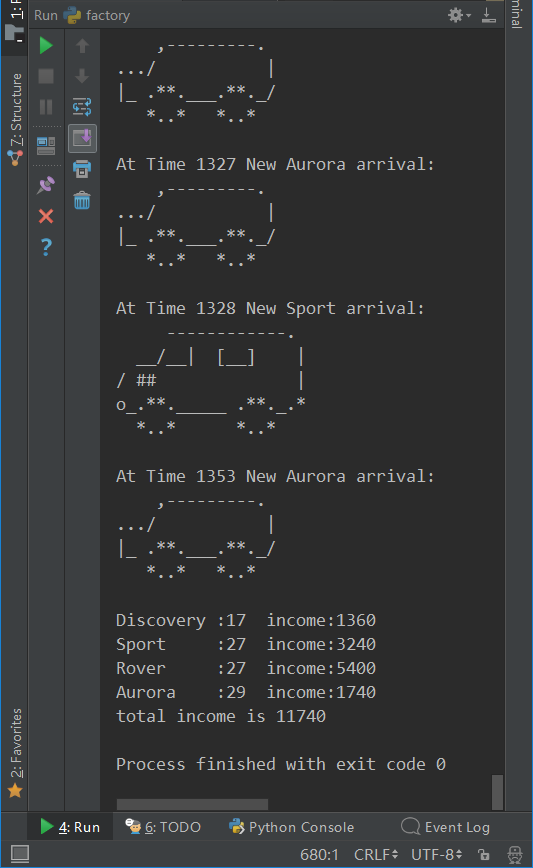 1: P
Run factory
minal
7: Structure
    ,---------.
.../           |
|_ .**.___.**._/
   *..*   *..*
At Time 1327 New Aurora arrival:
    ,---------.
.../           |
|_ .**.___.**._/
   *..*   *..*
At Time 1328 New Sport arrival:
     ------------.
  __/__|  [__]    |
/ ##              |
o_.**._____ .**._.*
  *..*      *..*
At Time 1353 New Aurora arrival:
    ,---------.
.../           |
|_ .**.___.**._/
   *..*   *..*
Discovery :17  income:1360
Sport     :27  income:3240
Rover     :27  income:5400
Aurora    :29  income:1740
total income is 11740
Process finished with exit code 0
2: Favorites
4: Run 6: TODO Python Console Event Log
680:1 CRLF UTF-8